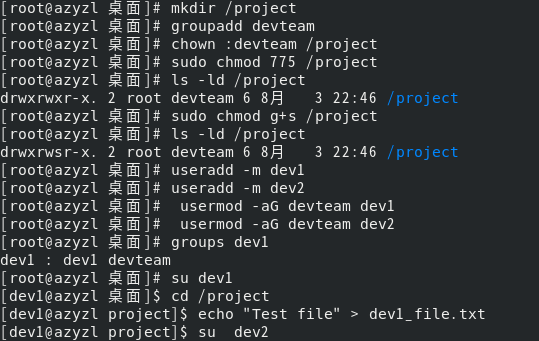 [root@azyzl 桌面]# mkdir /project
[root@azyzl 桌面]# groupadd devteam
[root@azyzl 桌面]# chown :devteam /project
[root@azyzl 桌面]# sudo chmod 775 /project
[root@azyzl 桌面]# ls -ld /project
drwxrwxr-x. 2 root devteam 6 8月   3 22:46 /project
[root@azyzl 桌面]# sudo chmod g+s /project
[root@azyzl 桌面]# ls -ld /project
drwxrwsr-x. 2 root devteam 6 8月   3 22:46 /project
[root@azyzl 桌面]# useradd -m dev1
[root@azyzl 桌面]# useradd -m dev2
[root@azyzl 桌面]#  usermod -aG devteam dev1
[root@azyzl 桌面]#  usermod -aG devteam dev2
[root@azyzl 桌面]# groups dev1
dev1 : dev1 devteam
[root@azyzl 桌面]# su dev1
[dev1@azyzl 桌面]$ cd /project
[dev1@azyzl project]$ echo "Test file" > dev1_file.txt
[dev1@azyzl project]$ su  dev2